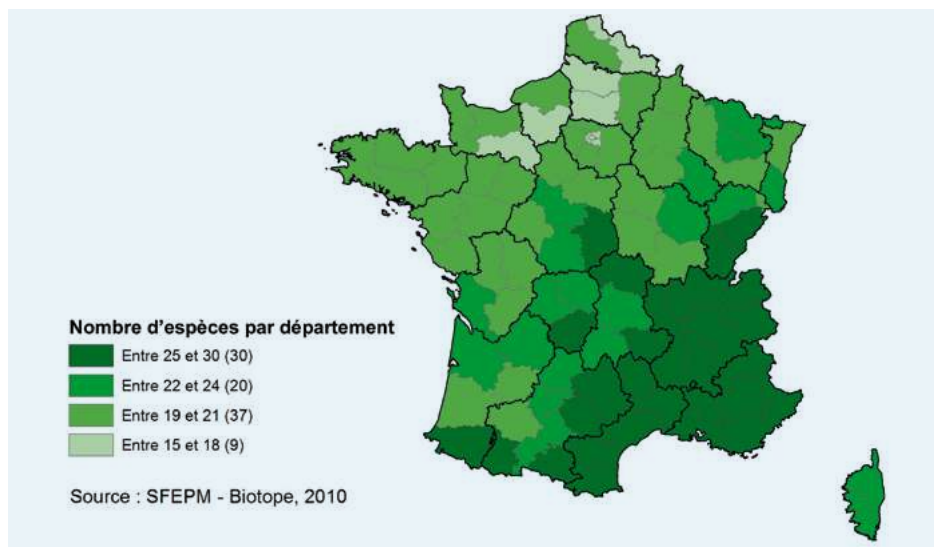 Nombre d'espèces par département
Entre 25 et 30 (30)
Entre 22 et 24 (20)
Entre 19 et 21 (37)
Entre 15 et 18 (9)
Source : SFEPM - Biotope, 2010